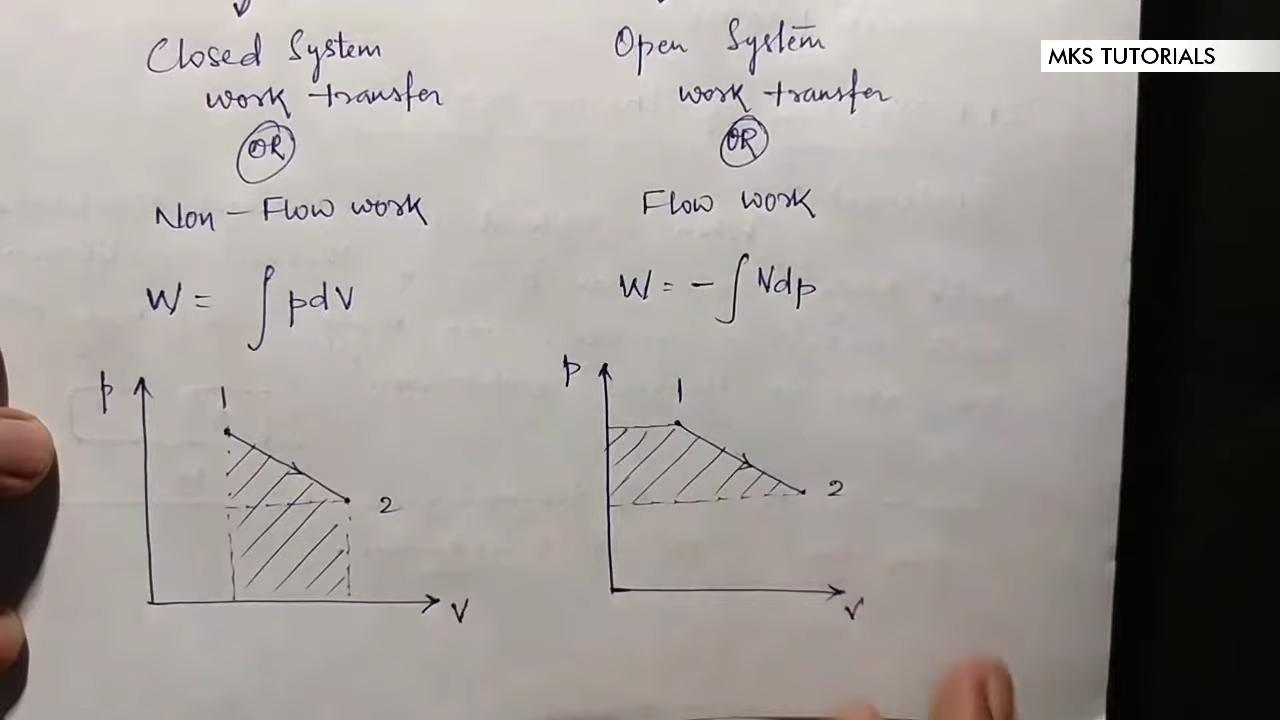 MKS TUTORIALS
Closed System
work transfer
OR
Non-Flow work
W = ∫ pdV
p
1
2
V
Open System
work transfer
OR
Flow work
W = - ∫ Vdp
p
1
2
V